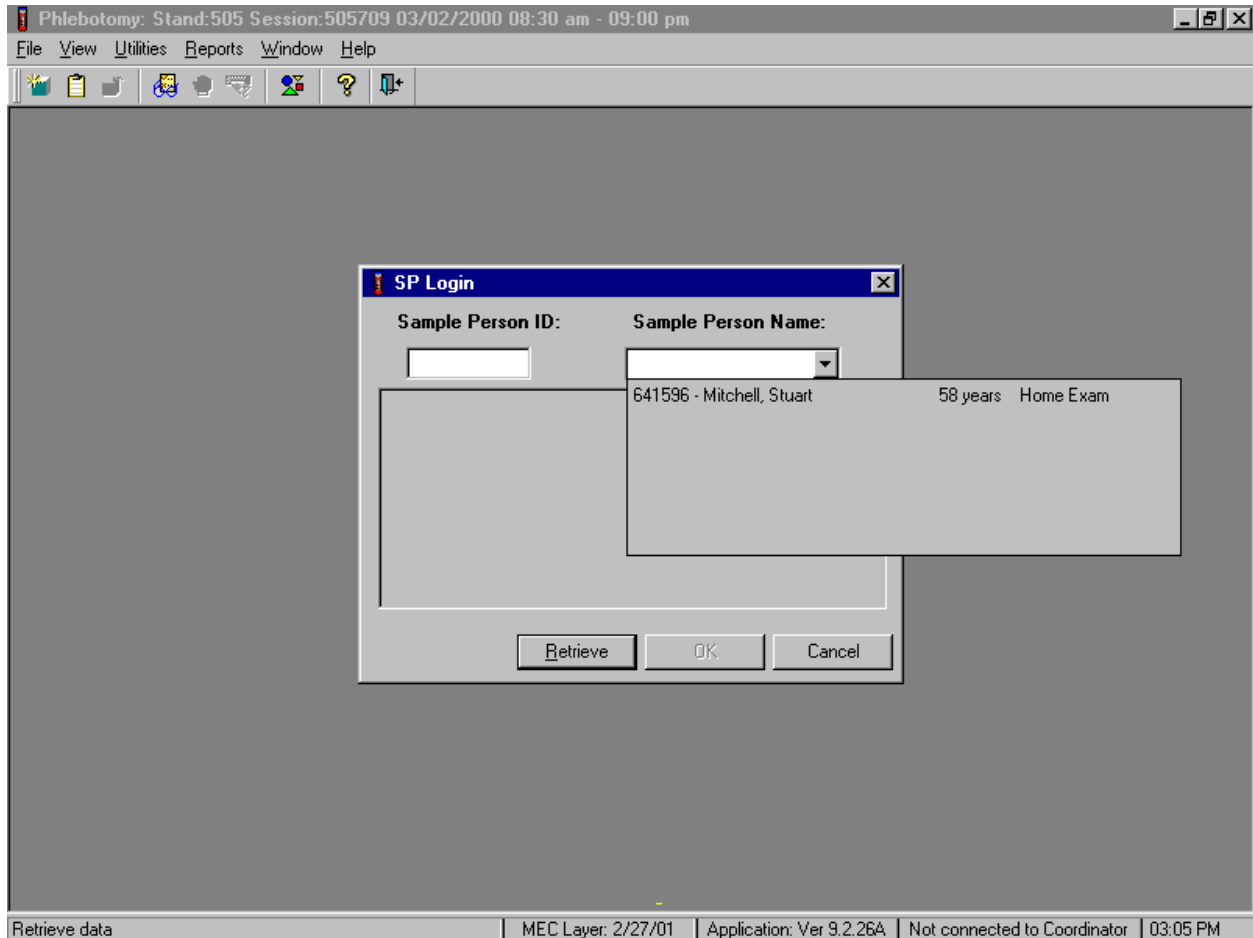 Phlebotomy: Stand:505 Session:505709 03/02/2000 08:30 am - 09:00 pm
File View Utilities Reports Window Help
SP Login
Sample Person ID: Sample Person Name:
641596 - Mitchell, Stuart 58 years Home Exam
Retrieve OK Cancel
Retrieve data MEC Layer: 2/27/01 Application: Ver 9.2.26A Not connected to Coordinator 03:05 PM